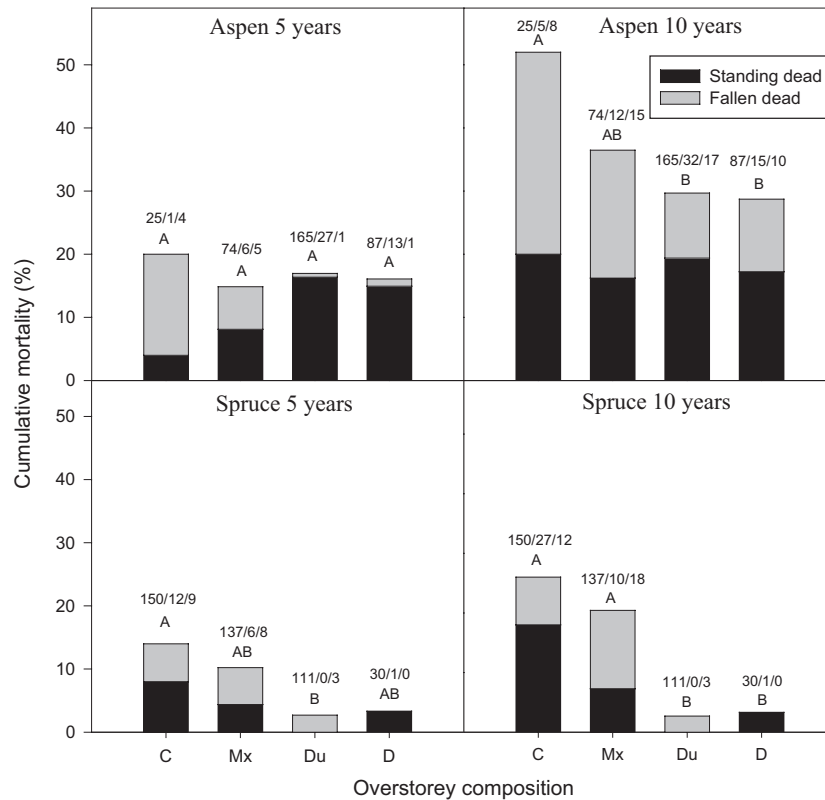 Aspen 5 years
Aspen 10 years
Standing dead
Fallen dead
50
40
30
20
10
0
25/1/4
A
74/6/5
A
165/27/1
A
87/13/1
A
25/5/8
A
74/12/15
AB
165/32/17
B
87/15/10
B
Spruce 5 years
Spruce 10 years
50
40
30
20
10
0
150/12/9
A
137/6/8
AB
111/0/3
B
30/1/0
AB
150/27/12
A
137/10/18
A
111/0/3
B
30/1/0
B
C Mx Du D
C Mx Du D
Cumulative mortality (%)
Overstorey composition